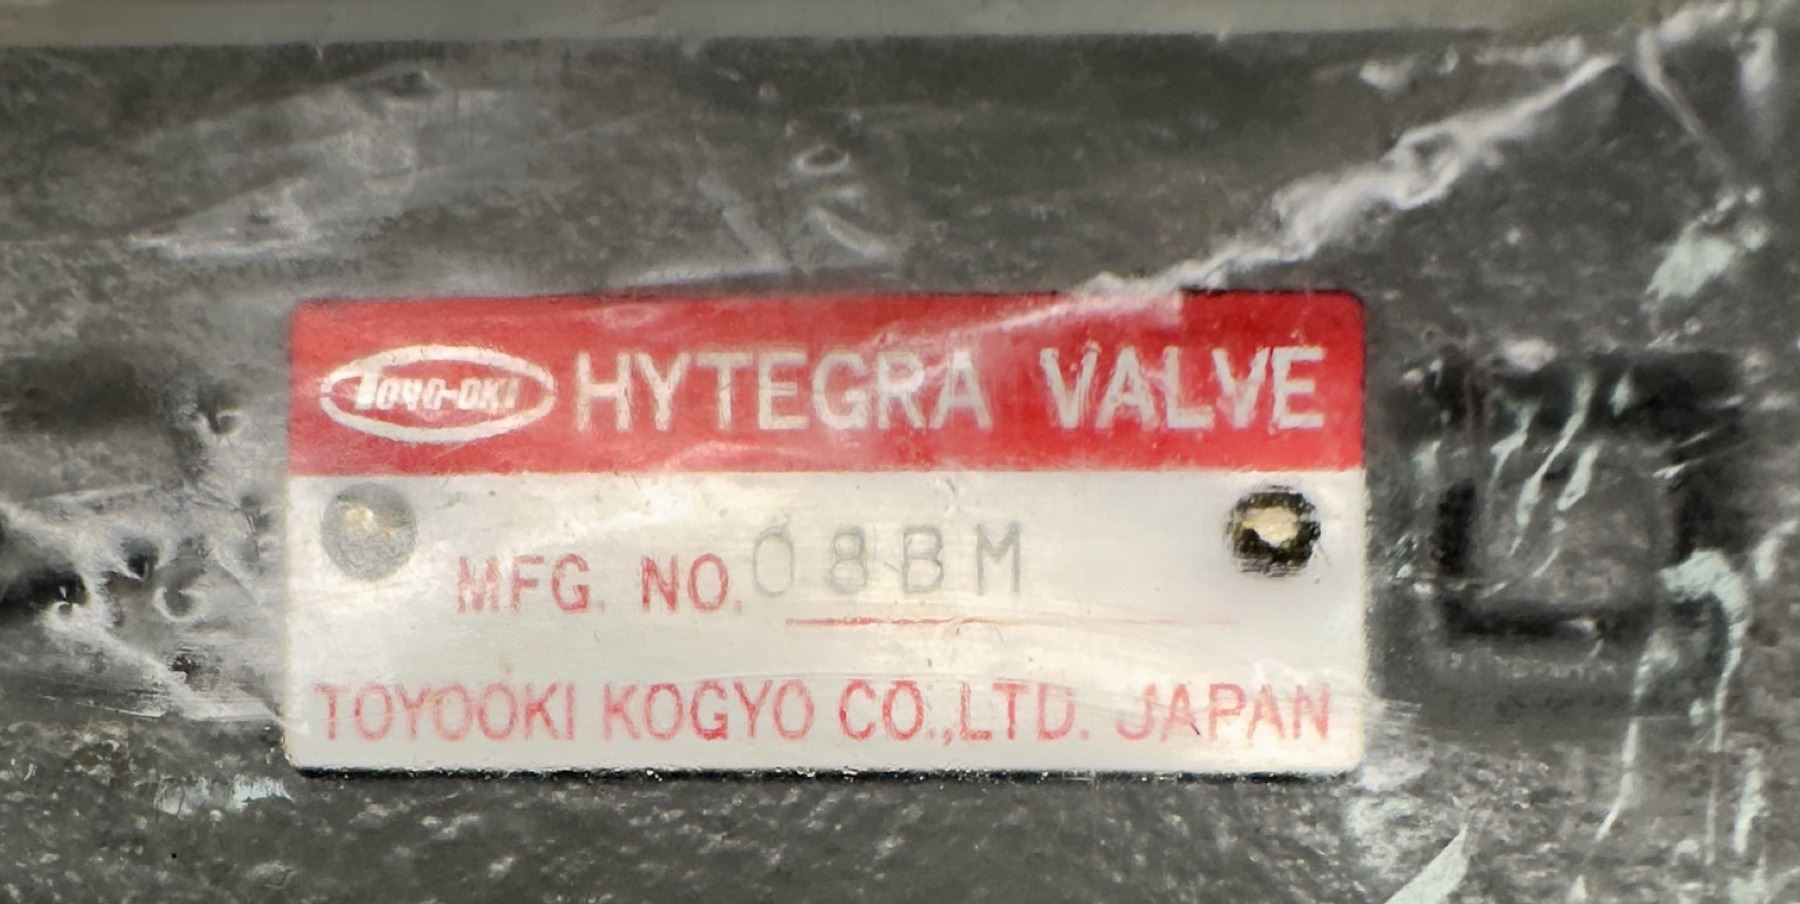 TOYO-OKI HYTEGRA VALVE
MFG. NO. 08BM
TOYOOKI KOGYO CO.,LTD. JAPAN